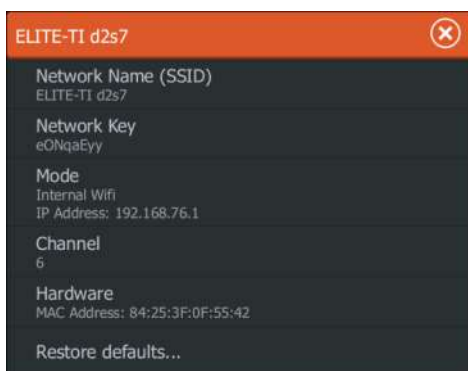 ELITE-TI d2s7
Network Name (SSID)
ELITE-TI d2s7
Network Key
eONqaEyy
Mode
Internal Wifi
IP Address: 192.168.76.1
Channel
6
Hardware
MAC Address: 84:25:3F:0F:55:42
Restore defaults...